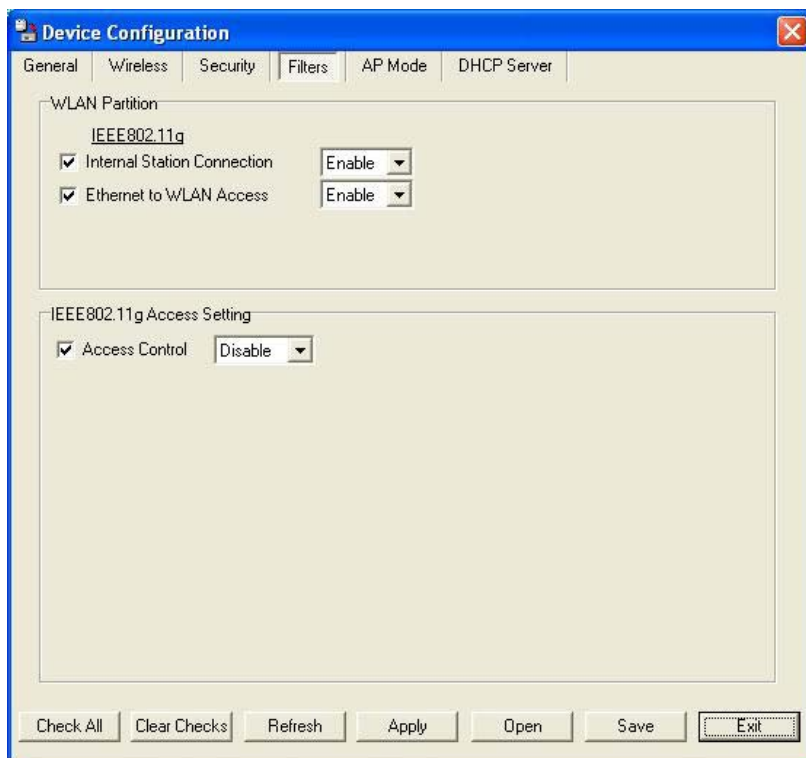 Device Configuration
General Wireless Security Filters AP Mode DHCP Server
WLAN Partition
IEEE802.11g
Internal Station Connection Enable
Ethernet to WLAN Access Enable
IEEE802.11g Access Setting
Access Control Disable
Check All Clear Checks Refresh Apply Open Save Exit